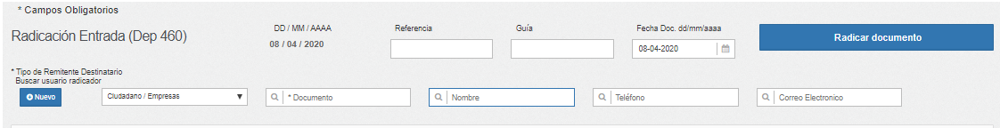 * Campos Obligatorios
Radicación Entrada (Dep 460)
DD / MM / AAAA
08 / 04 / 2020
Referencia
Guía
Fecha Doc. dd/mm/aaaa
08-04-2020
Radicar documento
* Tipo de Remitente Destinatario
Buscar usuario radicador
Nuevo
Ciudadano / Empresas
* Documento
Nombre
Teléfono
Correo Electronico